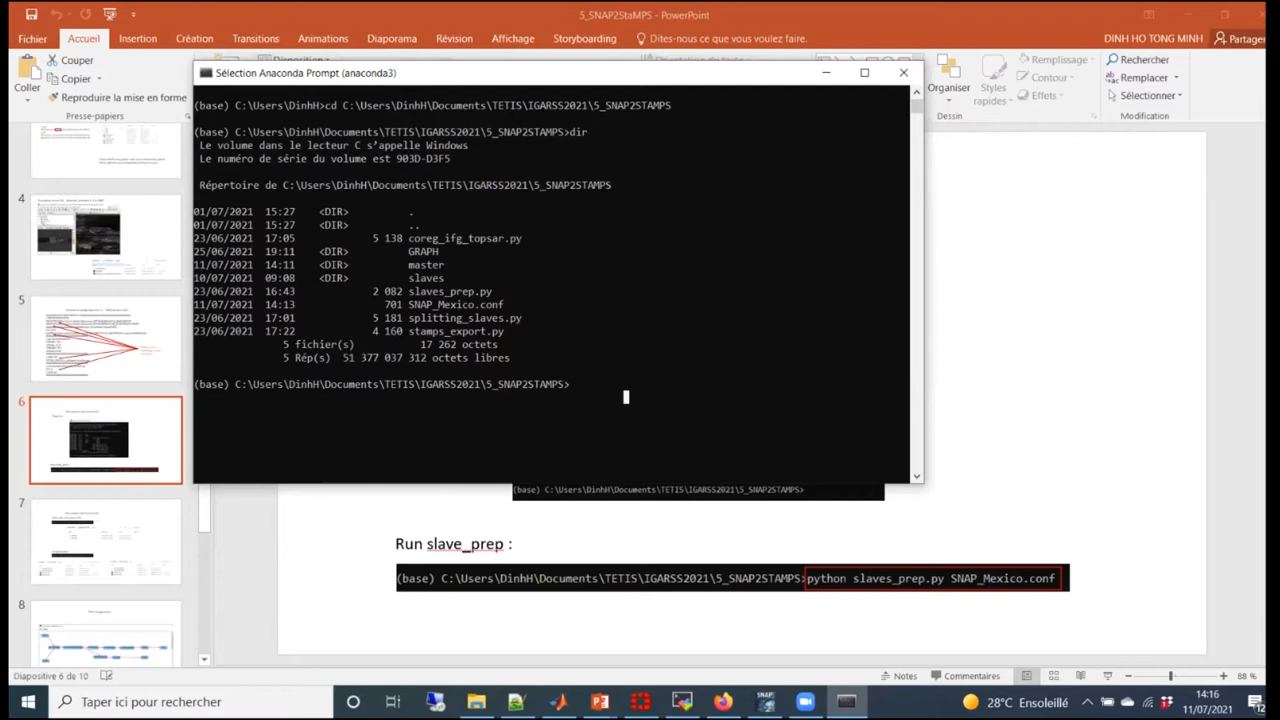 5_SNAP2StaMPS - PowerPoint
Fichier Accueil Insertion Création Transitions Animations Diaporama Révision Affichage Storyboarding Dites-nous ce que vous voulez faire. DINH HO TONG MINH Partager
Coller
Couper
Copier
Reproduire la mise en forme
Presse-papiers
Organiser
Styles
rapides
Remplissage
Contour
Effets
Dessin
Rechercher
Remplacer
Sélectionner
Modification
Sélection Anaconda Prompt (anaconda3)
(base) C:\Users\DinhH>cd C:\Users\DinhH\Documents\TETIS\IGARSS2021\5_SNAP2STAMPS
(base) C:\Users\DinhH\Documents\TETIS\IGARSS2021\5_SNAP2STAMPS>dir
Le volume dans le lecteur C s'appelle Windows
Le numéro de série du volume est 903D-D3F5
Répertoire de C:\Users\DinhH\Documents\TETIS\IGARSS2021\5_SNAP2STAMPS
01/07/2021 15:27 <DIR> .
01/07/2021 15:27 <DIR> ..
23/06/2021 17:05 5 138 coreg_ifg_topsar.py
25/06/2021 19:11 <DIR> GRAPH
11/07/2021 14:11 <DIR> master
10/07/2021 09:08 <DIR> slaves
23/06/2021 16:43 2 082 slaves_prep.py
11/07/2021 14:13 701 SNAP_Mexico.conf
23/06/2021 17:01 5 181 splitting_slaves.py
23/06/2021 17:22 4 160 stamps_export.py
5 fichier(s) 17 262 octets
5 Rép(s) 51 377 037 312 octets libres
(base) C:\Users\DinhH\Documents\TETIS\IGARSS2021\5_SNAP2STAMPS>
4
5
6
7
8
(base) C:\Users\DinhH\Documents\TETIS\IGARSS2021\5_SNAP2STAMPS>
Run slave_prep :
(base) C:\Users\DinhH\Documents\TETIS\IGARSS2021\5_SNAP2STAMPS>python slaves_prep.py SNAP_Mexico.conf
Diapositive 6 de 10 Notes Commentaires 88 %
Taper ici pour rechercher 28°C Ensoleillé 14:16
11/07/2021 12